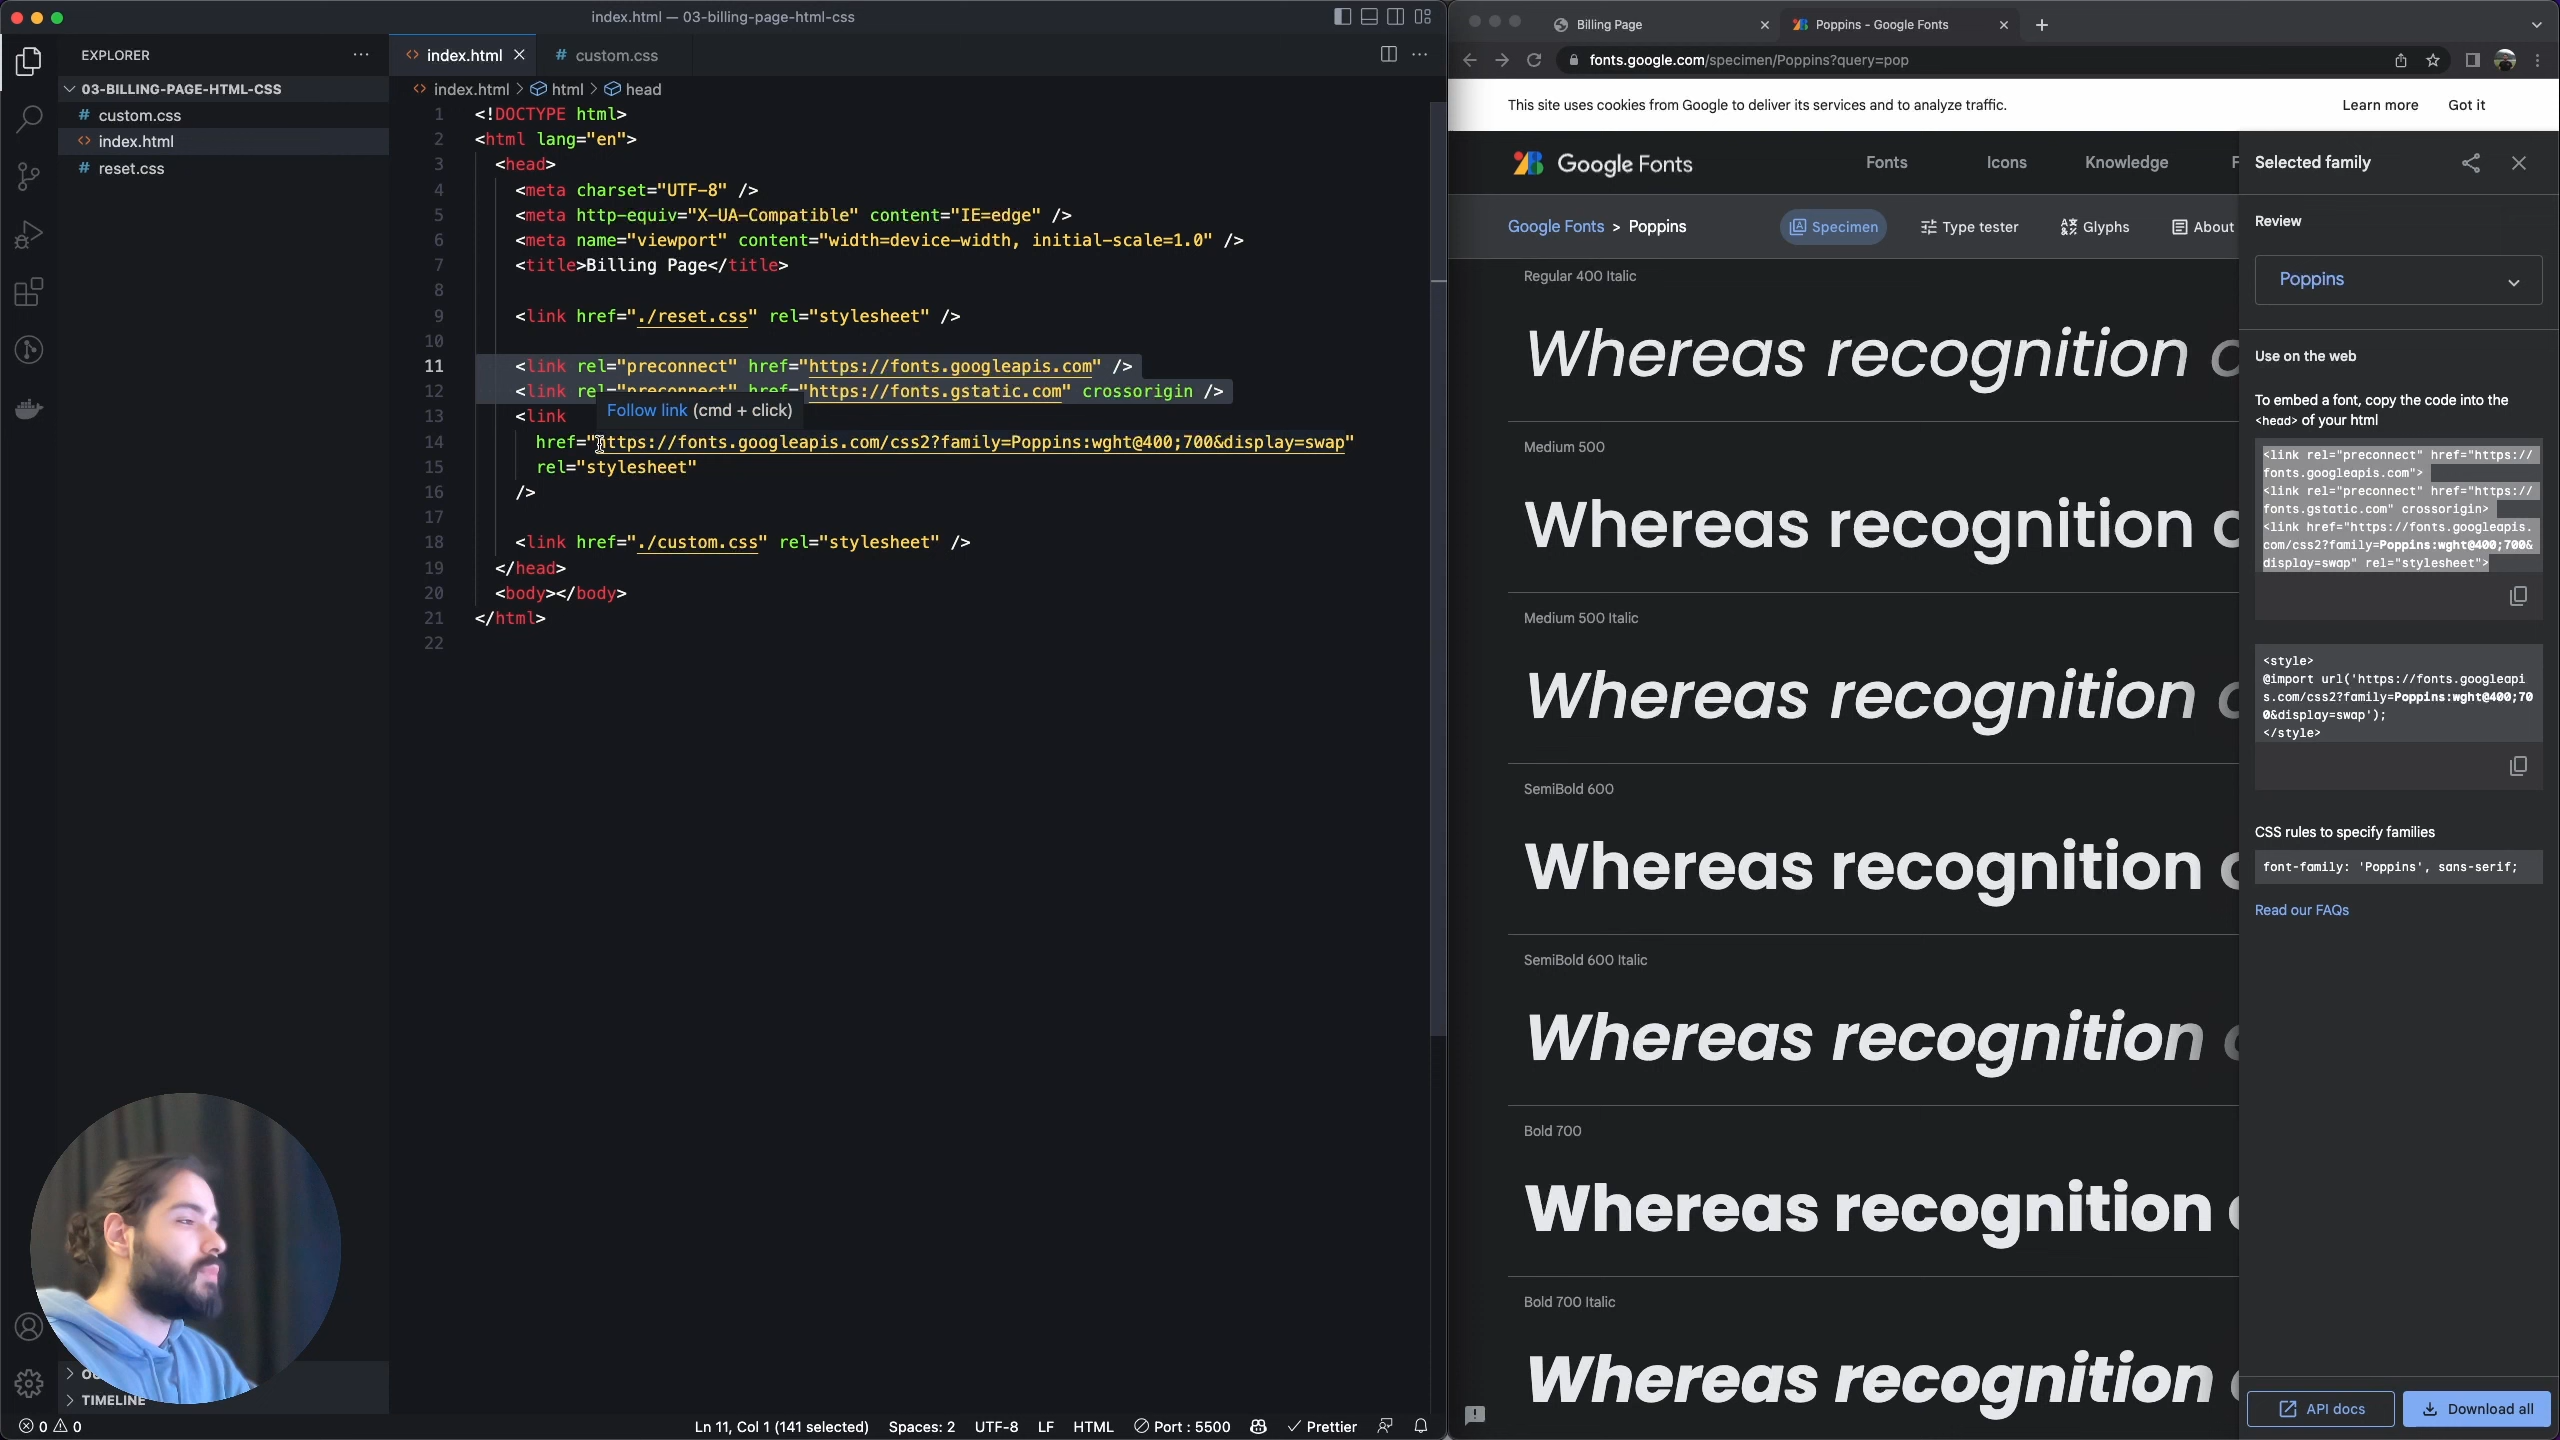 index.html — 03-billing-page-html-css
EXPLORER
03-BILLING-PAGE-HTML-CSS
# custom.css
<> index.html
# reset.css
TIMELINE
<> index.html
# custom.css
<> index.html > html > head
1 <!DOCTYPE html>
2 <html lang="en">
3 <head>
4 <meta charset="UTF-8" />
5 <meta http-equiv="X-UA-Compatible" content="IE=edge" />
6 <meta name="viewport" content="width=device-width, initial-scale=1.0" />
7 <title>Billing Page</title>
8
9 <link href="./reset.css" rel="stylesheet" />
10
11 <link rel="preconnect" href="https://fonts.googleapis.com" />
12 <link rel="preconnect" href="https://fonts.gstatic.com" crossorigin />
Follow link (cmd + click)
13 <link
14 href="https://fonts.googleapis.com/css2?family=Poppins:wght@400;700&display=swap"
15 rel="stylesheet"
16 />
17
18 <link href="./custom.css" rel="stylesheet" />
19 </head>
20 <body></body>
21 </html>
22
0 0
Ln 11, Col 1 (141 selected) Spaces: 2 UTF-8 LF HTML Port : 5500 Prettier
Billing Page
Poppins - Google Fonts
fonts.google.com/specimen/Poppins?query=pop
This site uses cookies from Google to deliver its services and to analyze traffic.
Learn more Got it
Google Fonts
Fonts Icons Knowledge F
Google Fonts > Poppins
Specimen Type tester Glyphs About
Regular 400 Italic
Whereas recognition o
Medium 500
Whereas recognition o
Medium 500 Italic
Whereas recognition o
SemiBold 600
Whereas recognition o
SemiBold 600 Italic
Whereas recognition
Bold 700
Whereas recognition
Bold 700 Italic
Whereas recognition
Selected family
Review
Poppins
Use on the web
To embed a font, copy the code into the
<head> of your html
<link rel="preconnect" href="https://
fonts.googleapis.com">
<link rel="preconnect" href="https://
fonts.gstatic.com" crossorigin>
<link href="https://fonts.googleapis.
com/css2?family=Poppins:wght@400;700&
display=swap" rel="stylesheet">
<style>
@import url('https://fonts.googleapi
s.com/css2?family=Poppins:wght@400;70
0&display=swap');
</style>
CSS rules to specify families
font-family: 'Poppins', sans-serif;
Read our FAQs
API docs
Download all